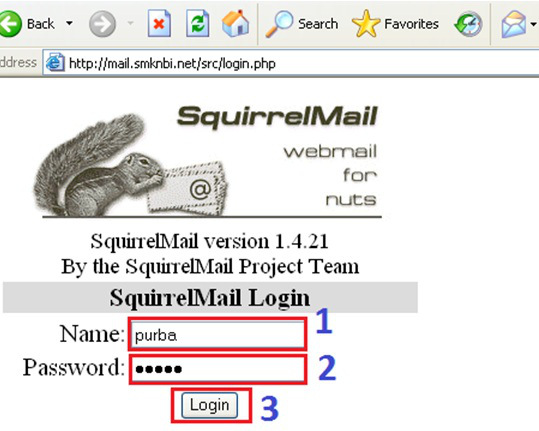 Back Search Favorites
ddress http://mail.smknbi.net/src/login.php
SquirrelMail
webmail
for
nuts
@
SquirrelMail version 1.4.21
By the SquirrelMail Project Team
SquirrelMail Login
Name: purba 1
Password: ●●●●● 2
Login 3